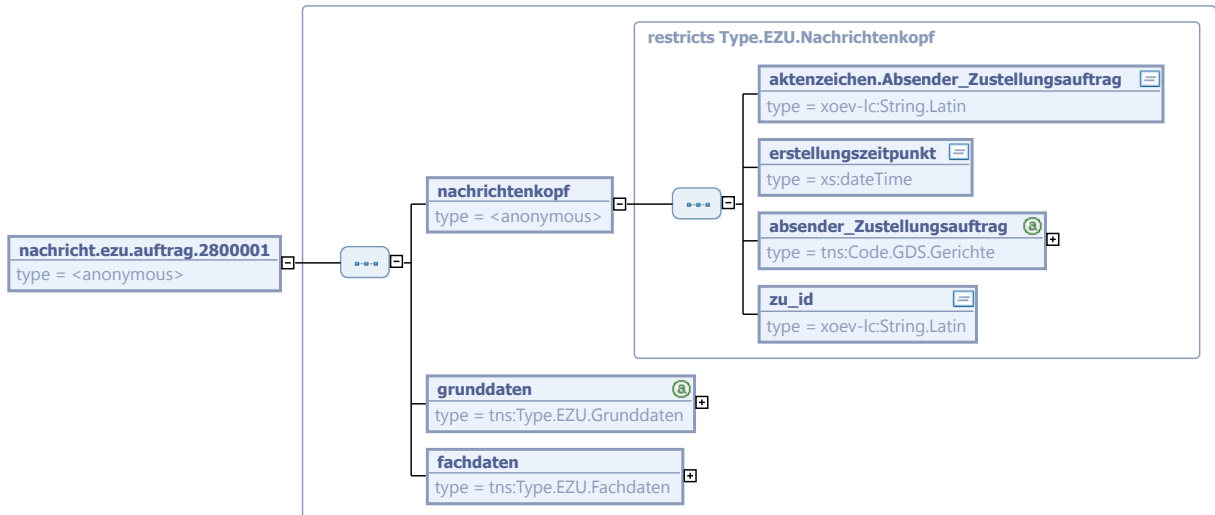 restricts Type.EZU.Nachrichtenkopf
aktenzeichen.Absender_Zustellungsauftrag
type = xoev-lc:String.Latin
erstellungszeitpunkt
type = xs:dateTime
nachrichtenkopf
type = <anonymous>
absender_Zustellungsauftrag
type = tns:Code.GDS.Gerichte
nachricht.ezu.auftrag.2800001
type = <anonymous>
zu_id
type = xoev-lc:String.Latin
grunddaten
type = tns:Type.EZU.Grunddaten
fachdaten
type = tns:Type.EZU.Fachdaten